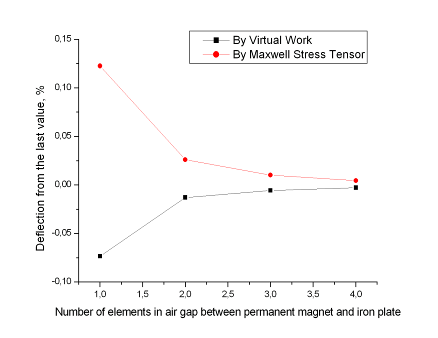 By Virtual Work
By Maxwell Stress Tensor
0,15
0,10
0,05
0,00
-0,05
-0,10
Deflection from the last value, %
1,0 1,5 2,0 2,5 3,0 3,5 4,0
Number of elements in air gap between permanent magnet and iron plate